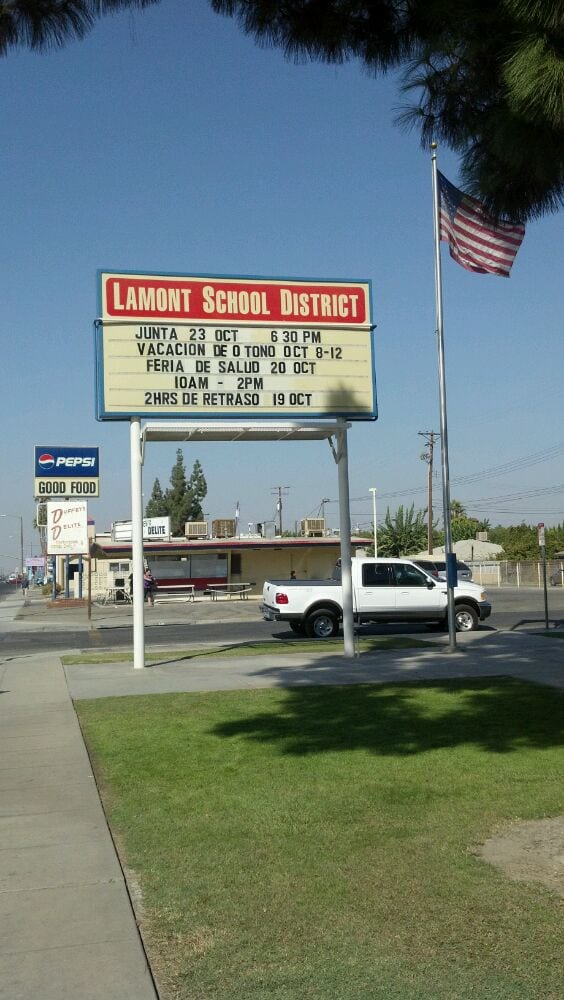 LAMONT SCHOOL DISTRICT
JUNTA 23 OCT 6 30 PM
VACACION DE OTONO OCT 8-12
FERIA DE SALUD 20 OCT
10AM - 2PM
2HRS DE RETRASO 19 OCT
PEPSI
GOOD FOOD
DELITE